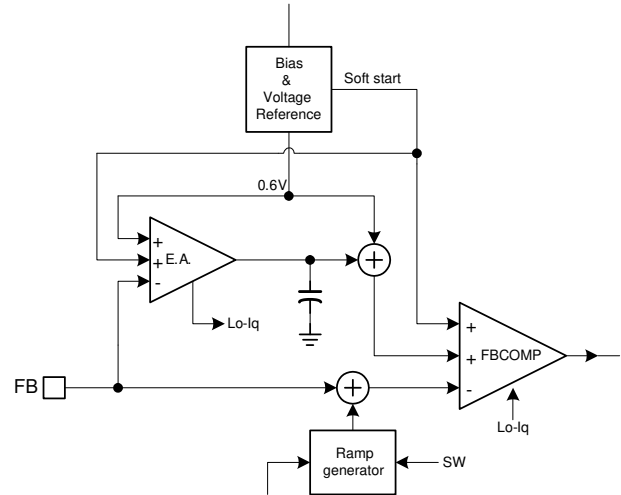 Bias
&
Voltage
Reference
Soft start
0.6V
+
+
-
E.A.
+
Lo-Iq
+
+
-
FBCOMP
FB
+
Lo-Iq
Ramp
generator
SW